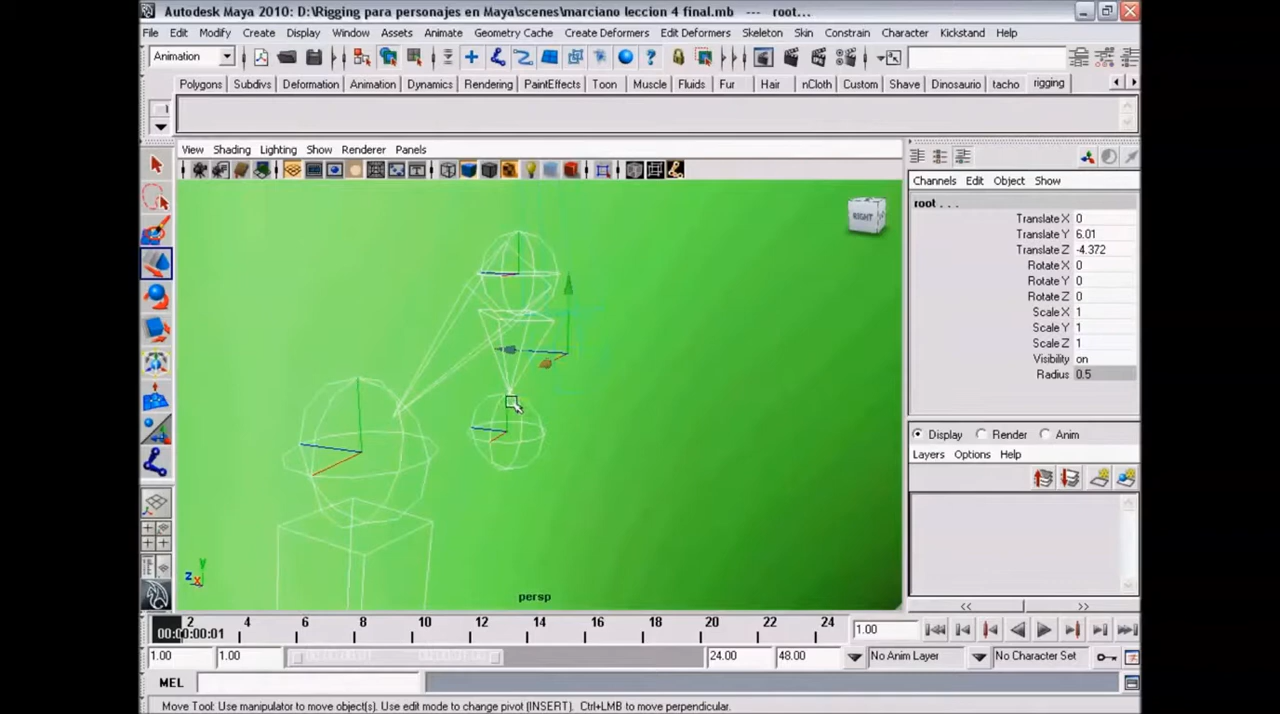 Autodesk Maya 2010: D:\Rigging para personajes en Maya\scenes\marciano leccion 4 final.mb --- root...
File Edit Modify Create Display Window Assets Animate Geometry Cache Create Deformers Edit Deformers Skeleton Skin Constrain Character Kickstand Help
Animation
Polygons Subdivs Deformation Animation Dynamics Rendering PaintEffects Toon Muscle Fluids Fur Hair nCloth Custom Shave Dinosaurio tacho rigging
View Shading Lighting Show Renderer Panels
Channels Edit Object Show
root . . .
Translate X 0
Translate Y 6.01
Translate Z -4.372
Rotate X 0
Rotate Y 0
Rotate Z 0
Scale X 1
Scale Y 1
Scale Z 1
Visibility on
Radius 0.5
RIGHT
Display Render Anim
Layers Options Help
y
z x
persp
<< >>
2 4 6 8 10 12 14 16 18 20 22 24
00:00:00:01
1.00
1.00 1.00 24.00 48.00 No Anim Layer No Character Set
MEL
Move Tool: Use manipulator to move object(s). Use edit mode to change pivot (INSERT). Ctrl+LMB to move perpendicular.